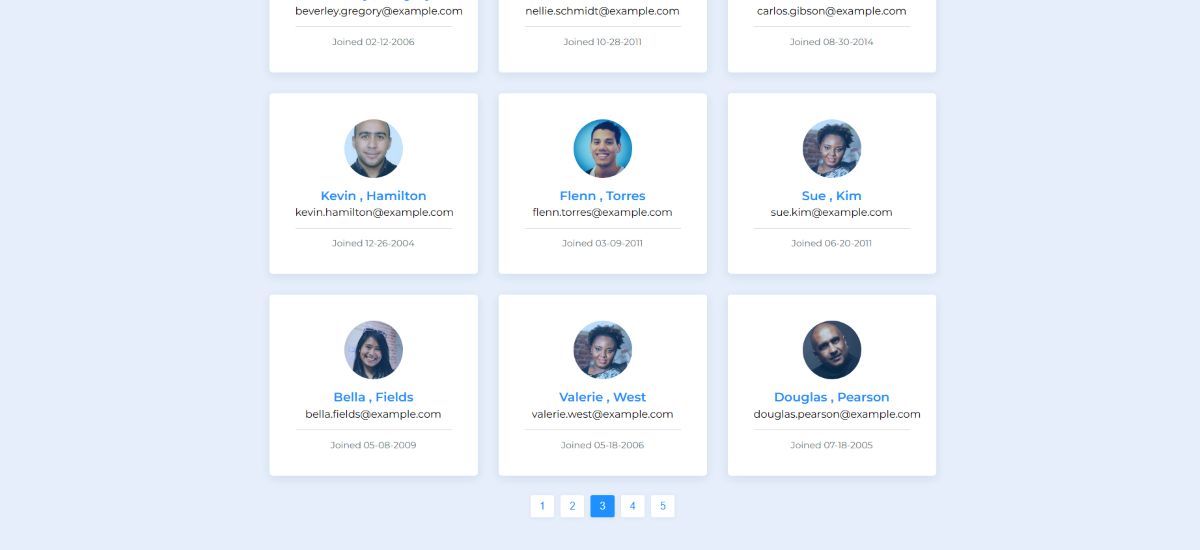 beverley.gregory@example.com
nellie.schmidt@example.com
carlos.gibson@example.com
Joined 02-12-2006
Joined 10-28-2011
Joined 08-30-2014
Kevin , Hamilton
kevin.hamilton@example.com
Joined 12-26-2004
Flenn , Torres
flenn.torres@example.com
Joined 03-09-2011
Sue , Kim
sue.kim@example.com
Joined 06-20-2011
Bella , Fields
bella.fields@example.com
Joined 05-08-2009
Valerie , West
valerie.west@example.com
Joined 05-18-2006
Douglas , Pearson
douglas.pearson@example.com
Joined 07-18-2005
1 2 3 4 5